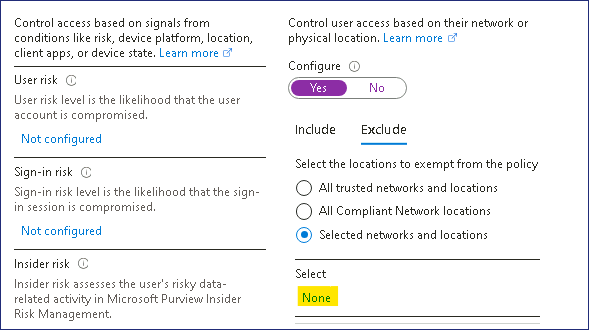 Control access based on signals from
conditions like risk, device platform, location,
client apps, or device state. Learn more
User risk
User risk level is the likelihood that the user
account is compromised.
Not configured
Sign-in risk
Sign-in risk level is the likelihood that the sign-
in session is compromised.
Not configured
Insider risk
Insider risk assesses the user's risky data-
related activity in Microsoft Purview Insider
Risk Management.
Control user access based on their network or
physical location. Learn more
Configure
Yes No
Include Exclude
Select the locations to exempt from the policy
All trusted networks and locations
All Compliant Network locations
Selected networks and locations
Select
None